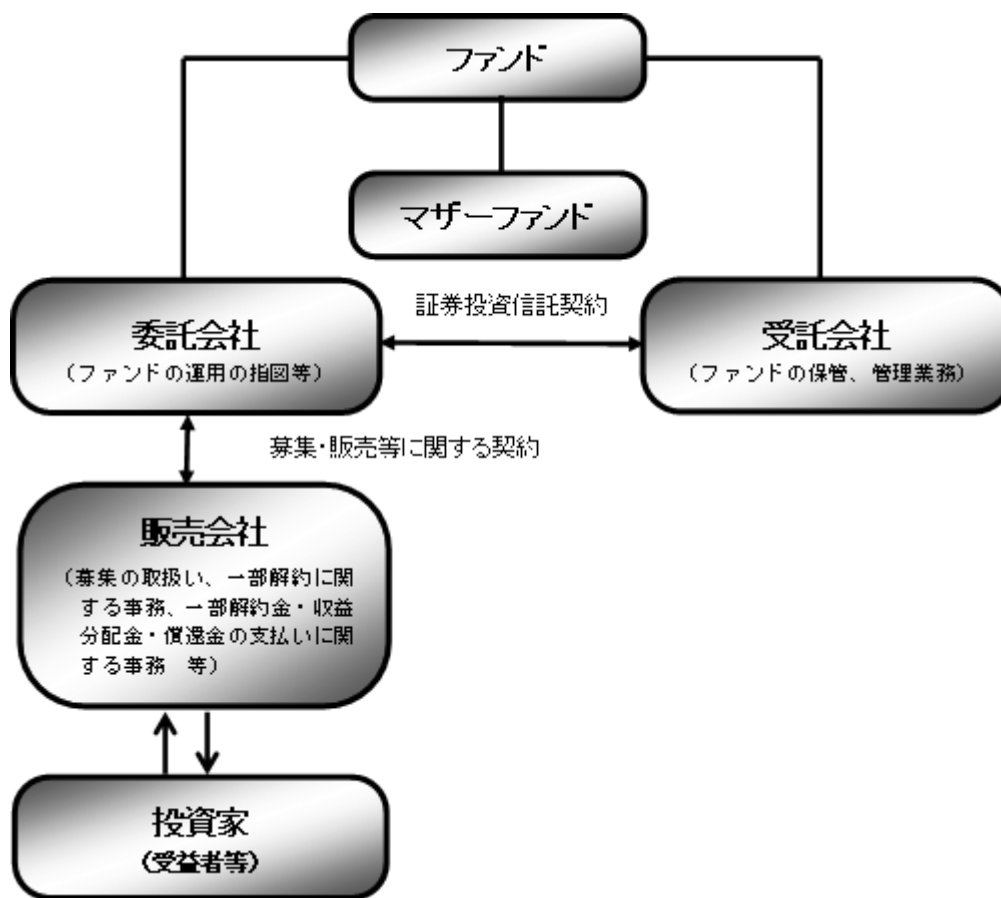 ファンド
マザーファンド
証券投資信託契約
委託会社
(ファンドの運用の指図等)
受託会社
(ファンドの保管、管理業務)
募集・販売等に関する契約
販売会社
(募集の取扱い、一部解約に関
する事務、一部解約金・収益
分配金・償還金の支払いに関
する事務　等)
投資家
(受益者等)